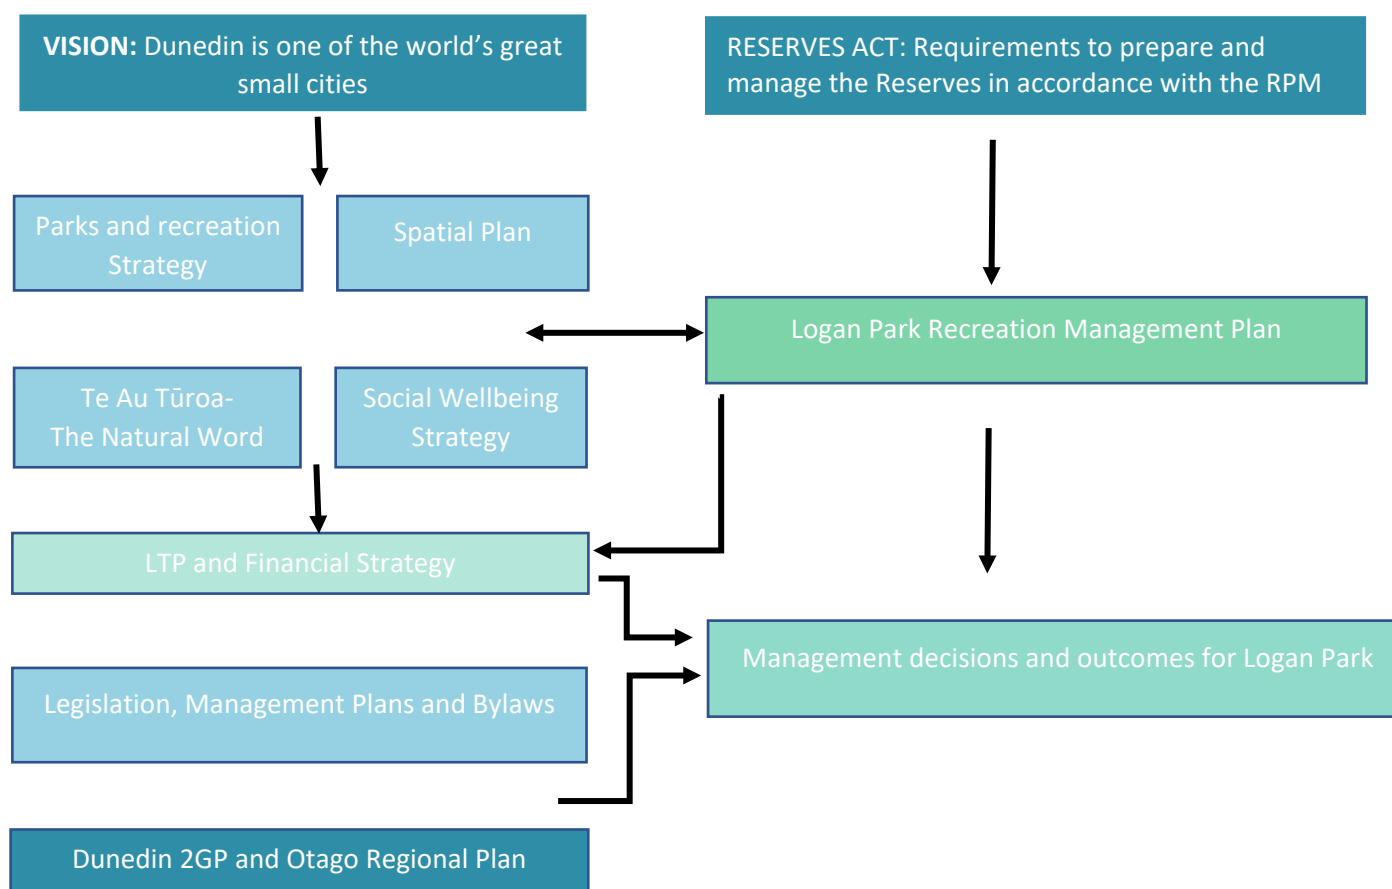 VISION: Dunedin is one of the world’s great
small cities
RESERVES ACT: Requirements to prepare and
manage the Reserves in accordance with the RPM
Parks and recreation
Strategy
Spatial Plan
Logan Park Recreation Management Plan
Te Au Tūroa-
The Natural Word
Social Wellbeing
Strategy
LTP and Financial Strategy
Management decisions and outcomes for Logan Park
Legislation, Management Plans and Bylaws
Dunedin 2GP and Otago Regional Plan